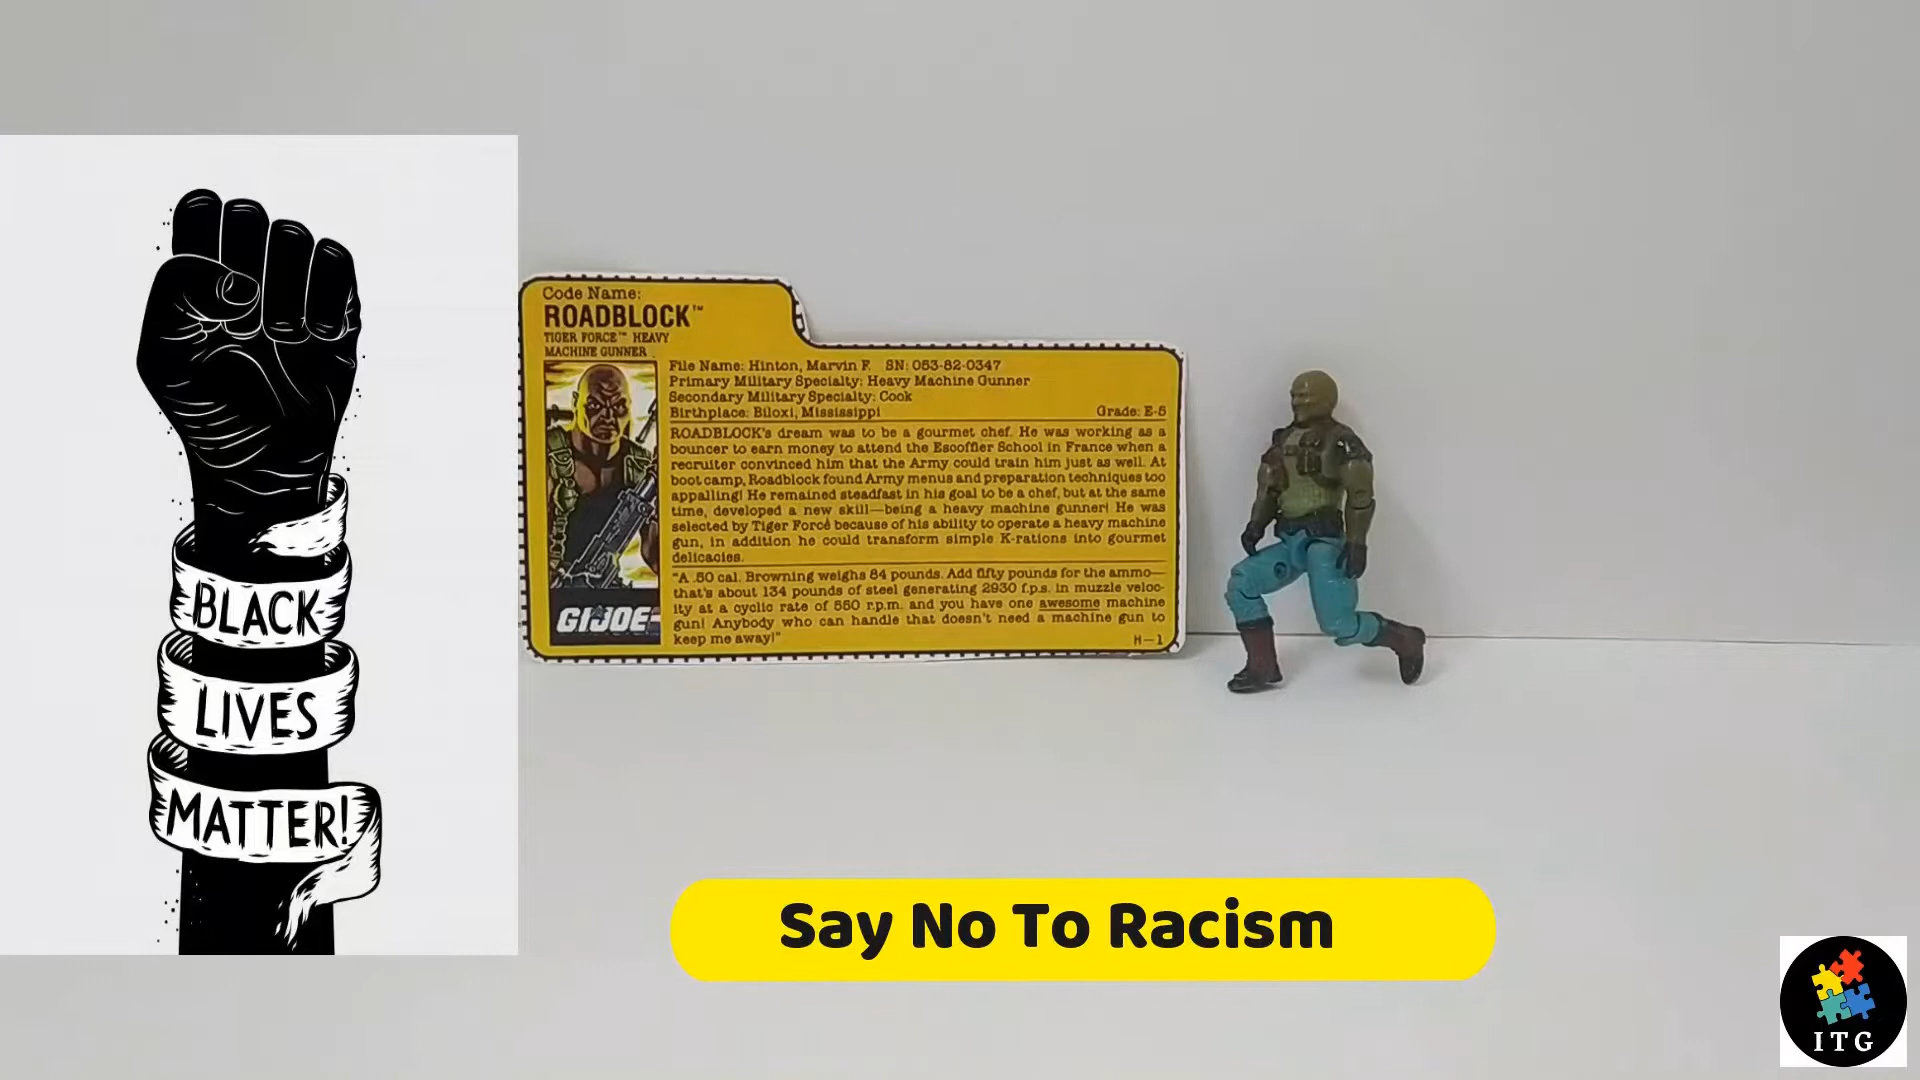 BLACK
LIVES
MATTER!
Code Name:
ROADBLOCK™
TIGER FORCE™ HEAVY
MACHINE GUNNER
File Name: Hinton, Marvin F. SN: 053-82-0347
Primary Military Specialty: Heavy Machine Gunner
Secondary Military Specialty: Cook
Birthplace: Biloxi, Mississippi Grade: E-5
ROADBLOCK's dream was to be a gourmet chef. He was working as a
bouncer to earn money to attend the Escoffier School in France when a
recruiter convinced him that the Army could train him just as well. At
boot camp, Roadblock found Army menus and preparation techniques too
appalling! He remained steadfast in his goal to be a chef, but at the same
time, developed a new skill—being a heavy machine gunner! He was
selected by Tiger Force because of his ability to operate a heavy machine
gun, in addition he could transform simple K-rations into gourmet
delicacies.
"A .50 cal. Browning weighs 84 pounds. Add fifty pounds for the ammo—
that's about 134 pounds of steel generating 2930 f.p.s. in muzzle veloc-
ity at a cyclic rate of 550 r.p.m. and you have one awesome machine
gun! Anybody who can handle that doesn't need a machine gun to
keep me away!"
H-1
GI JOE
Say No To Racism
ITG